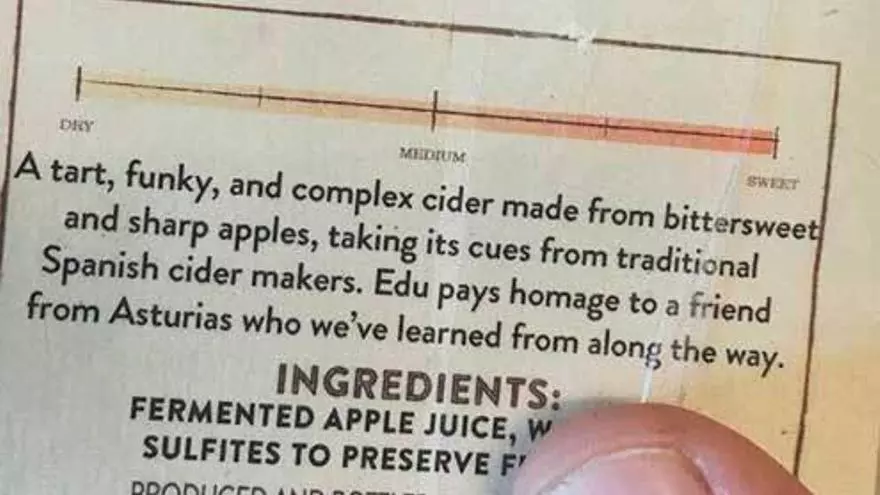 DRY
MEDIUM
SWEET
A tart, funky, and complex cider made from bittersweet
and sharp apples, taking its cues from traditional
Spanish cider makers. Edu pays homage to a friend
from Asturias who we've learned from along the way.
INGREDIENTS:
FERMENTED APPLE JUICE,
SULFITES TO PRESERVE
PRODUCED AND